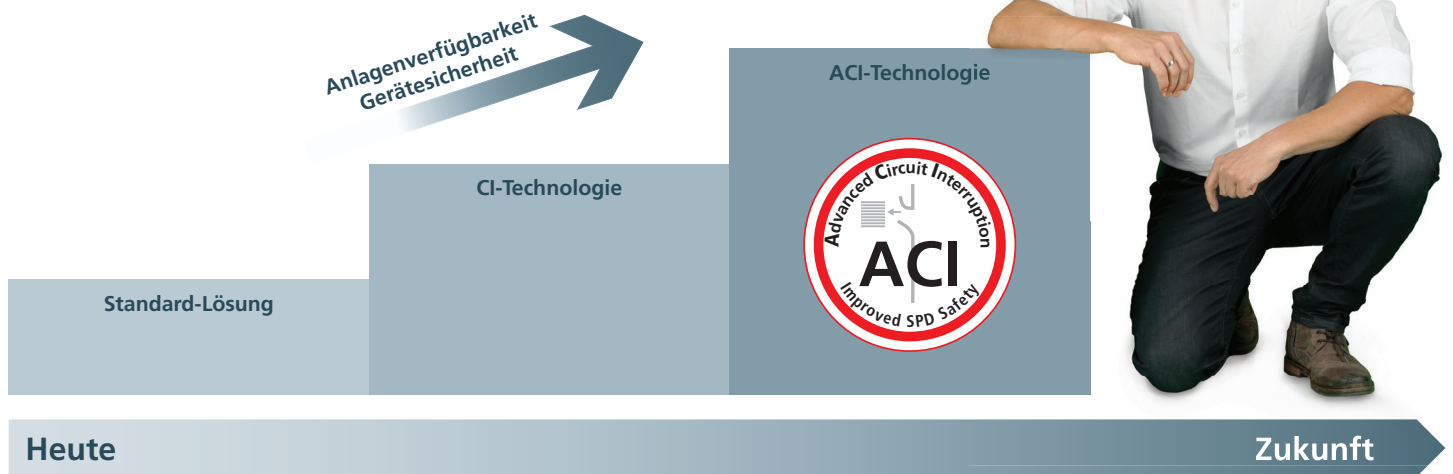 Anlagenverfügbarkeit
Gerätesicherheit
ACI-Technologie
CI-Technologie
Standard-Lösung
Advanced Circuit Interruption
ACI
Improved SPD Safety
Heute
Zukunft